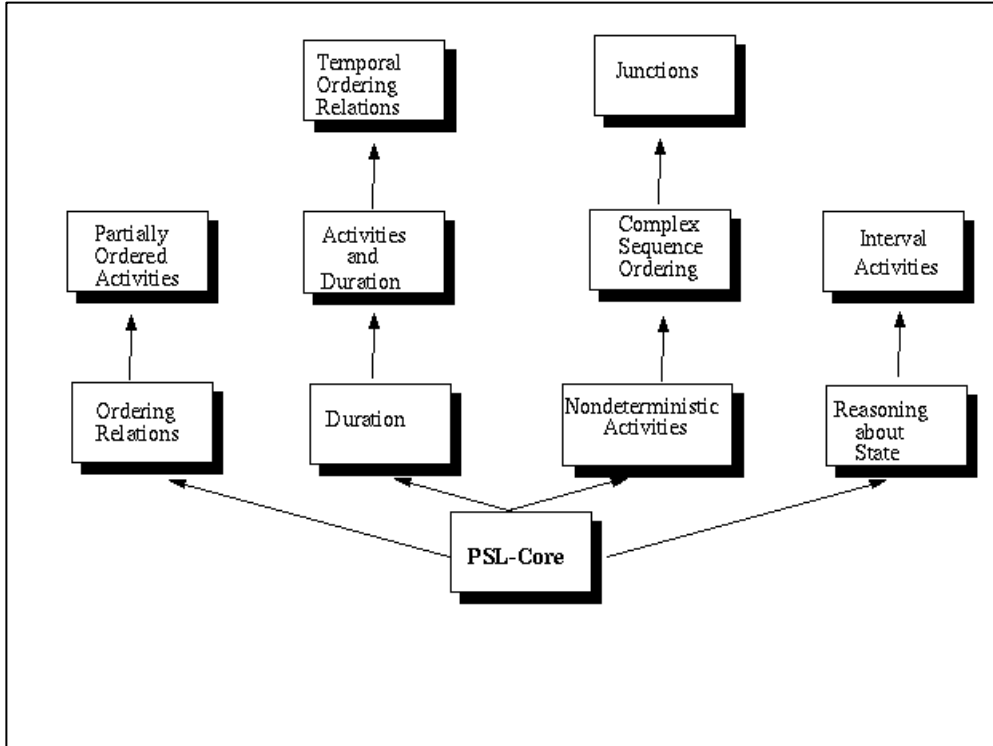 Temporal
Ordering
Relations
Junctions
Partially
Ordered
Activities
Activities
and
Duration
Complex
Sequence
Ordering
Interval
Activities
Ordering
Relations
Duration
Nondeterministic
Activities
Reasoning
about
State
PSL-Core